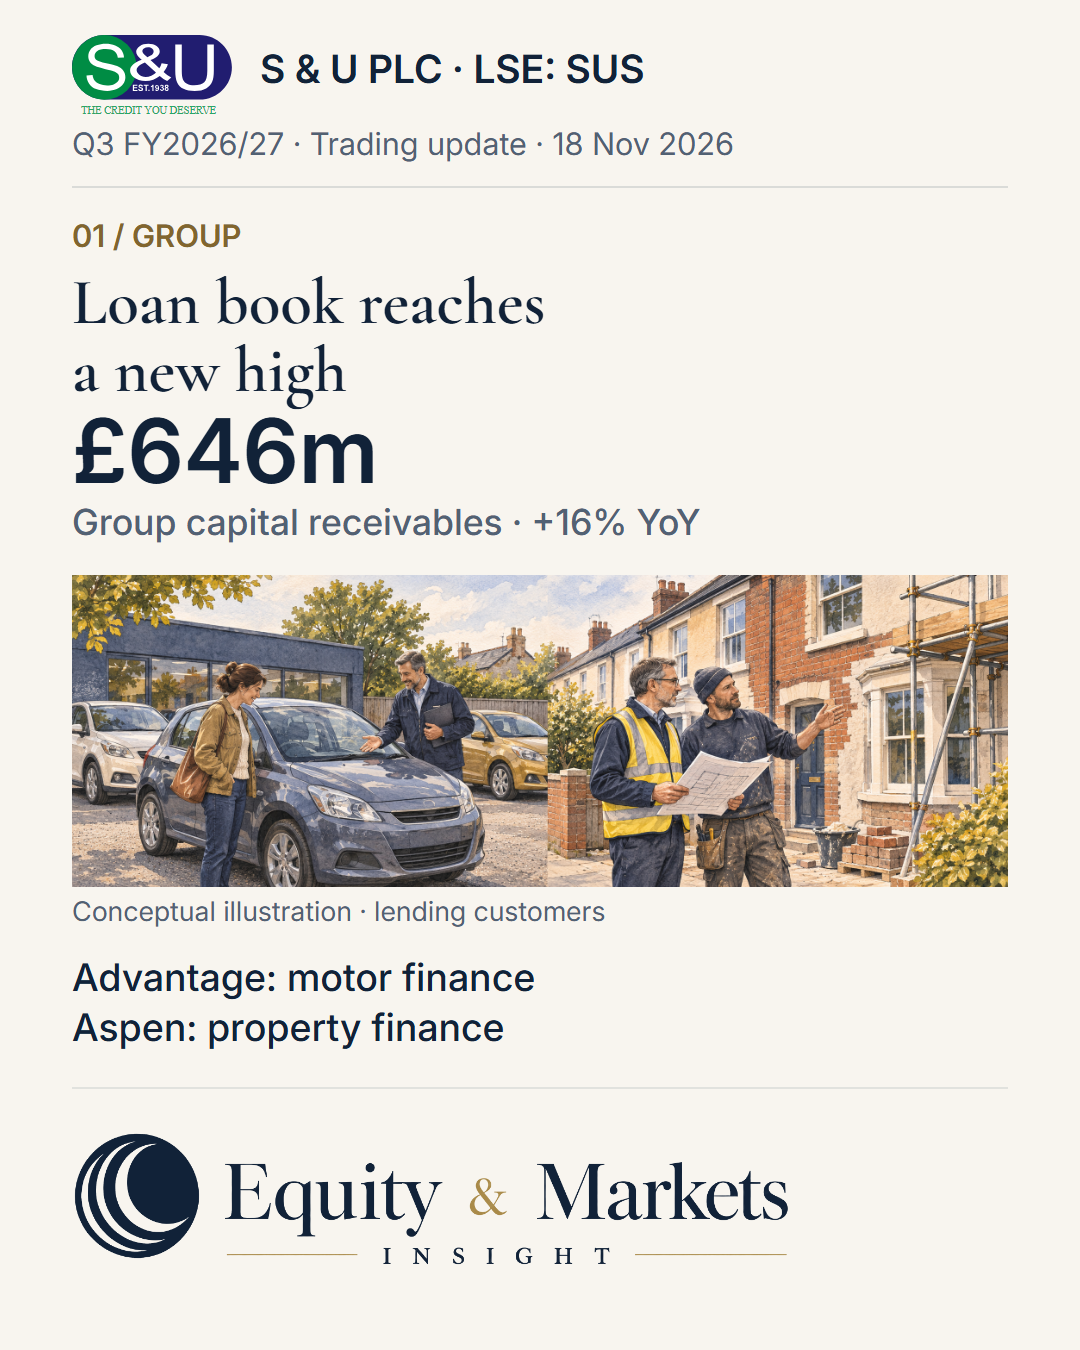 S&U
EST.1938
THE CREDIT YOU DESERVE
S & U PLC · LSE: SUS
Q3 FY2026/27 · Trading update · 18 Nov 2026
01 / GROUP
Loan book reaches
a new high
£646m
Group capital receivables · +16% YoY
Conceptual illustration · lending customers
Advantage: motor finance
Aspen: property finance
Equity & Markets
INSIGHT